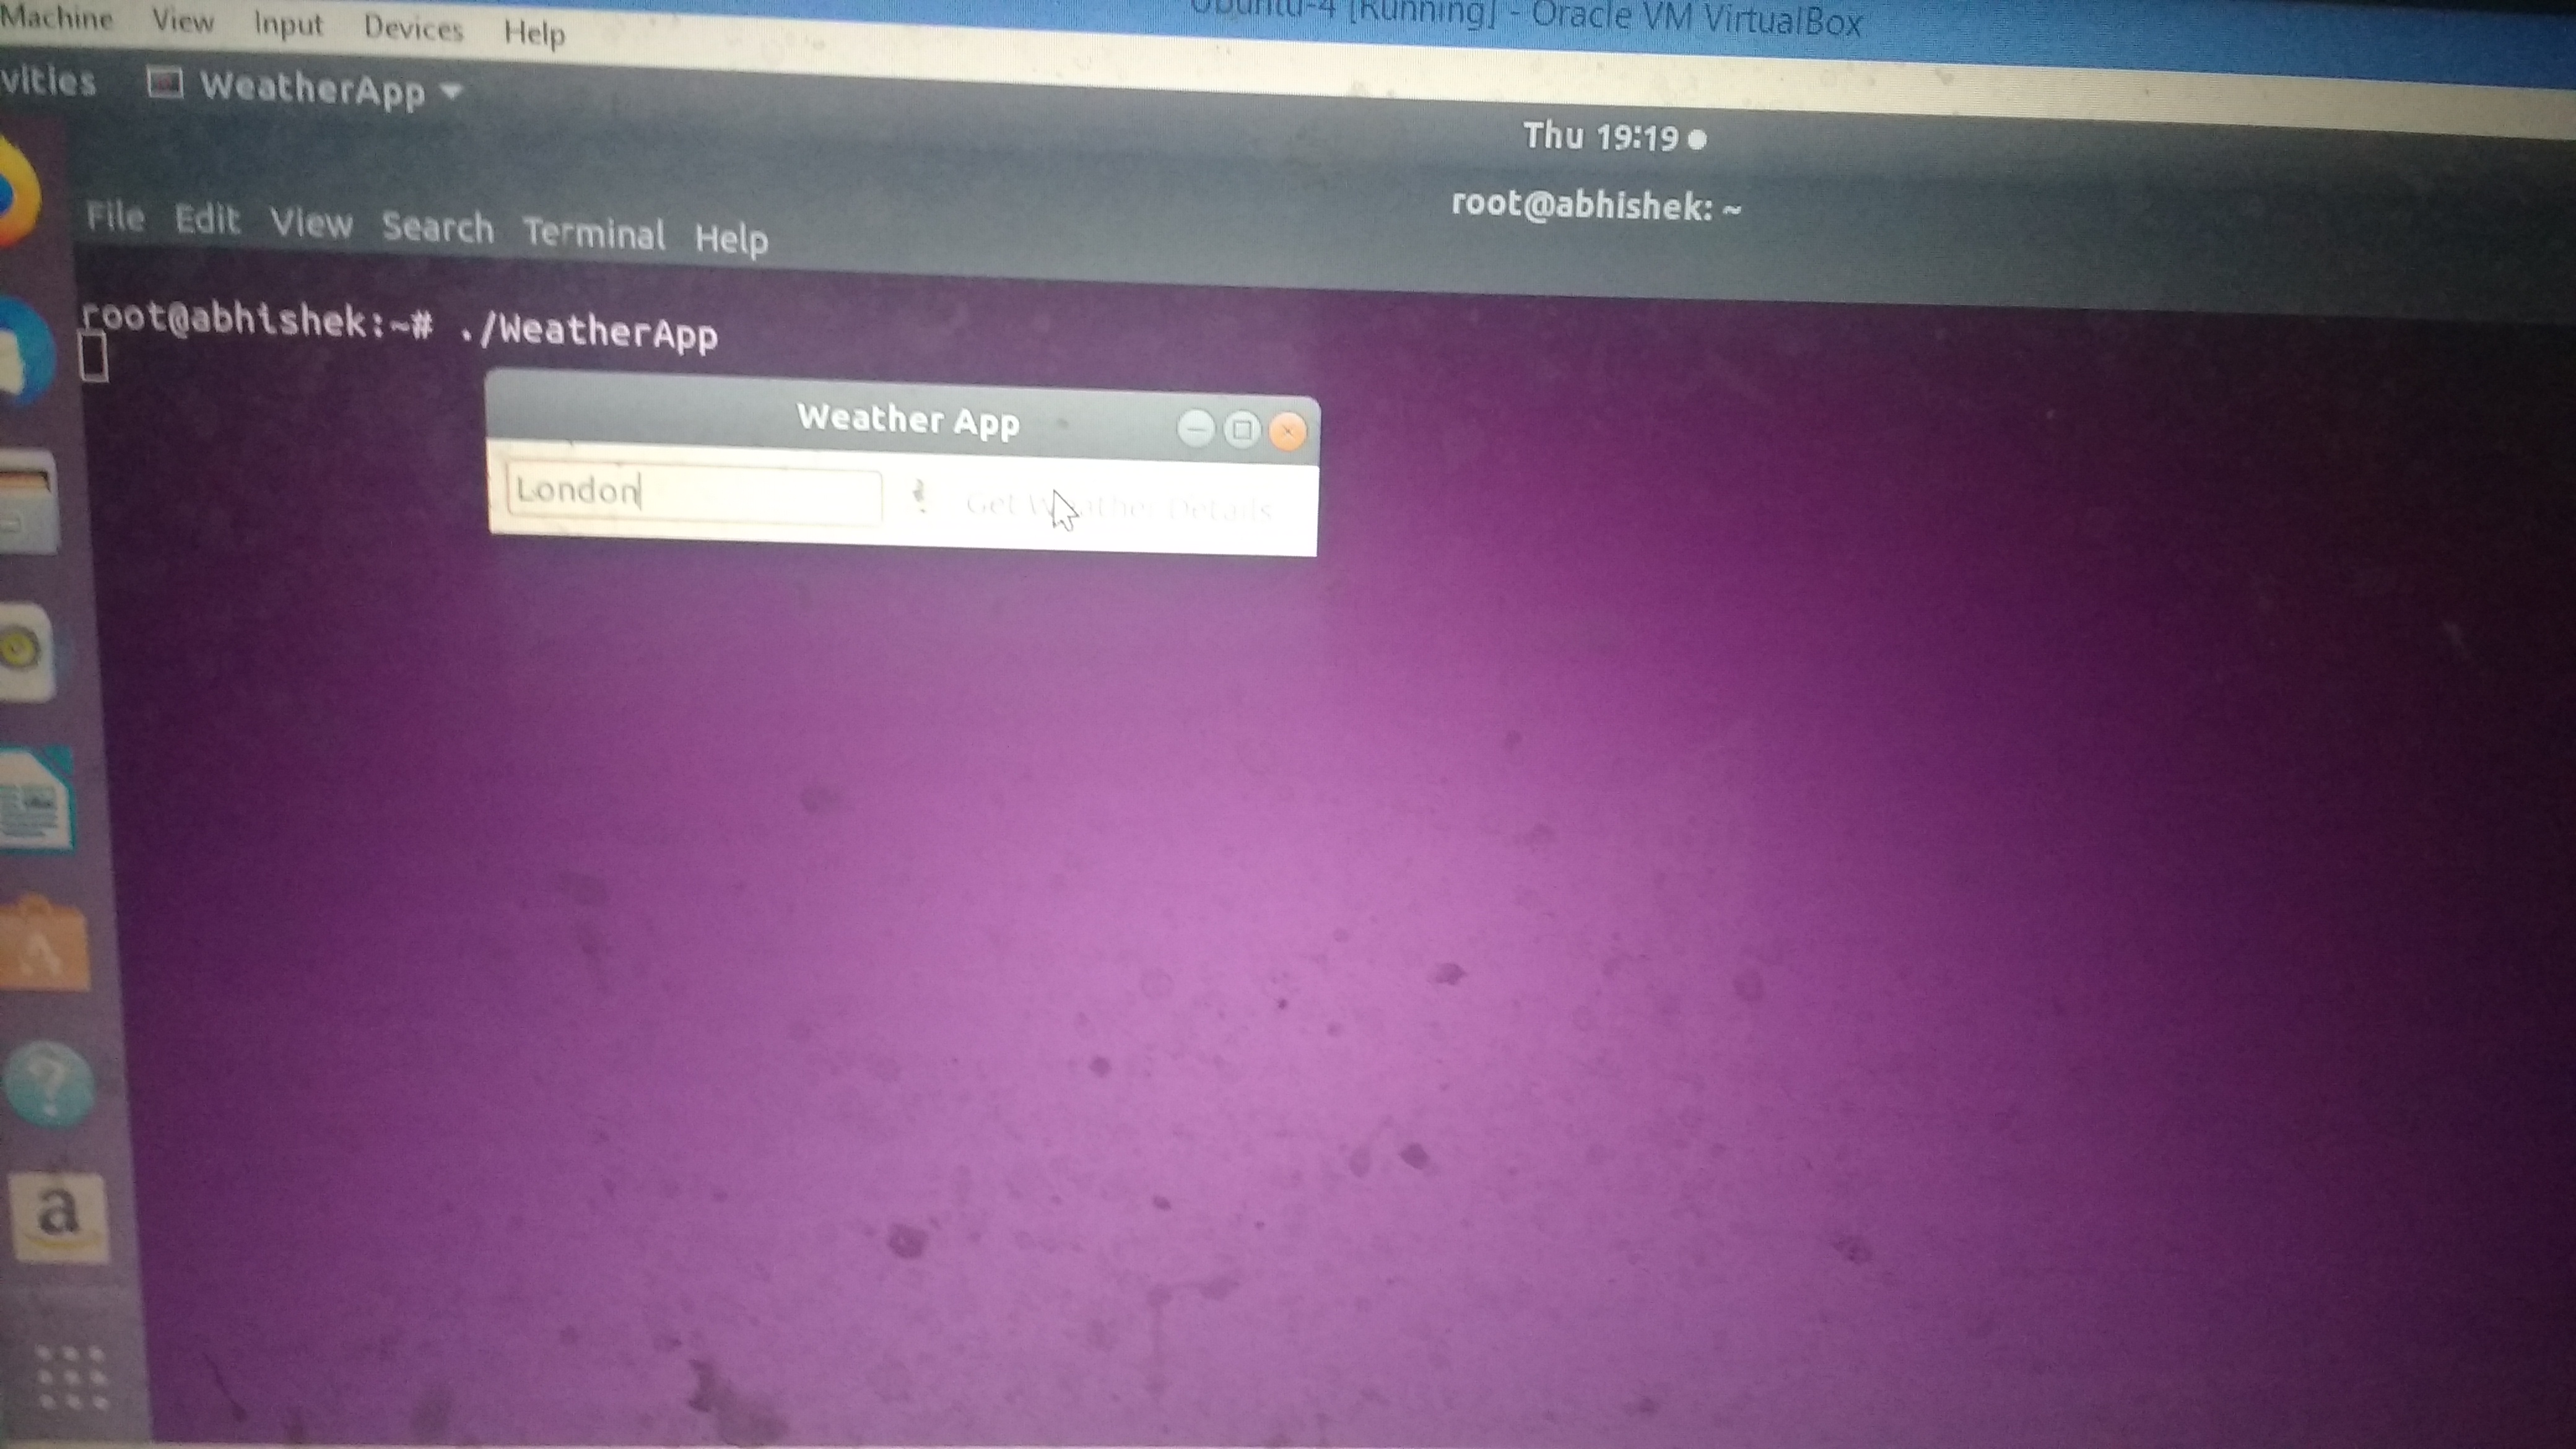 Machine View Input Devices Help
Ubuntu-4 [Running] - Oracle VM VirtualBox
vities WeatherApp
Thu 19:19
root@abhishek: ~
File Edit View Search Terminal Help
root@abhishek:~# ./WeatherApp
Weather App
London
Get Weather Details
a